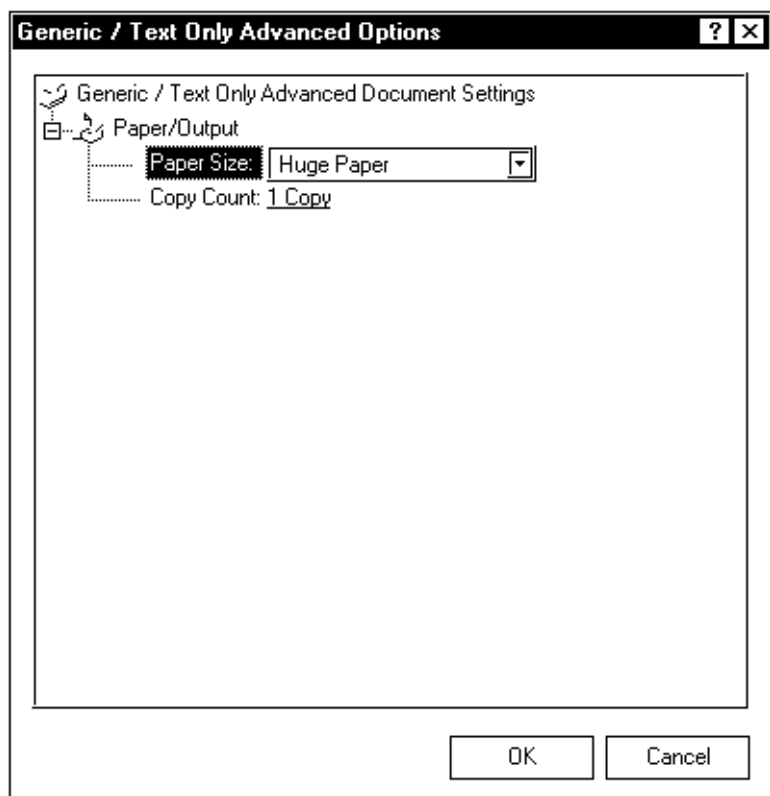 Generic / Text Only Advanced Options ? X
Generic / Text Only Advanced Document Settings
Paper/Output
Paper Size: Huge Paper
Copy Count: 1 Copy
OK Cancel